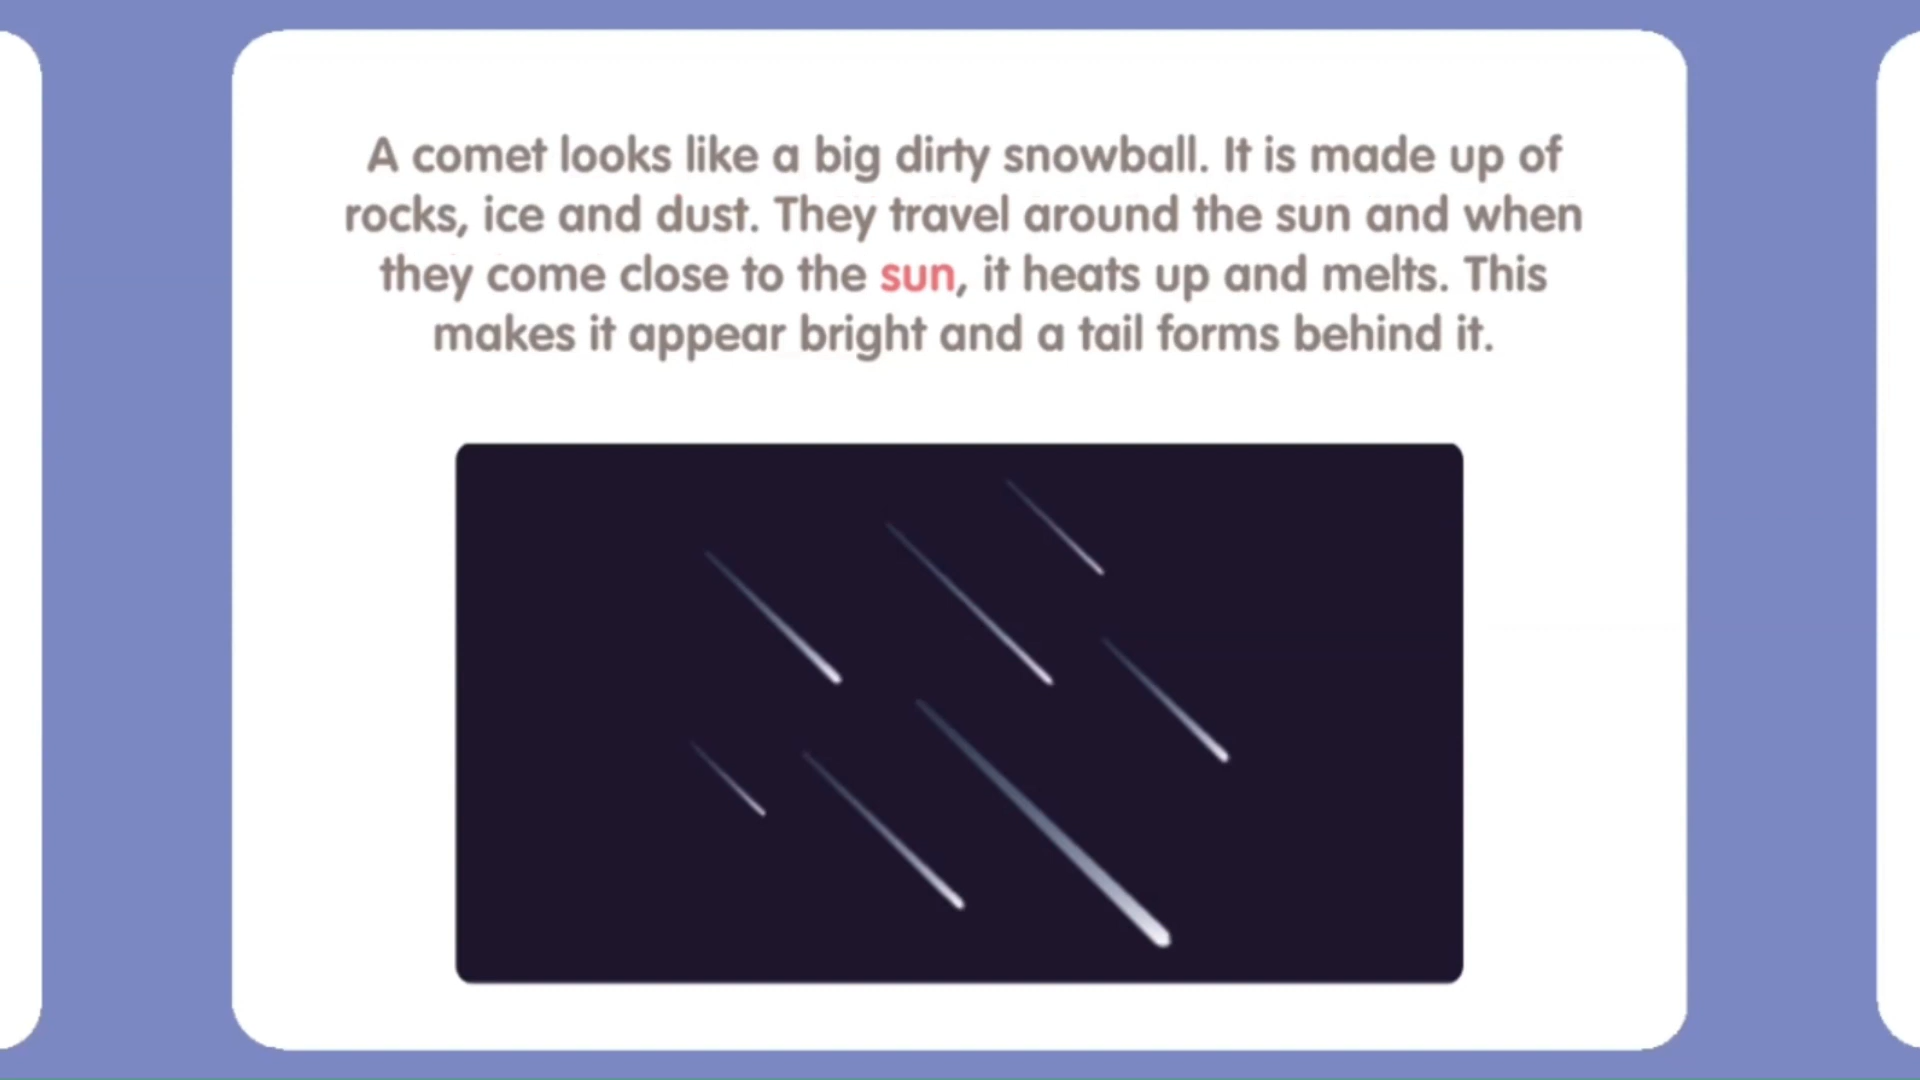 A comet looks like a big dirty snowball. It is made up of
rocks, ice and dust. They travel around the sun and when
they come close to the sun, it heats up and melts. This
makes it appear bright and a tail forms behind it.